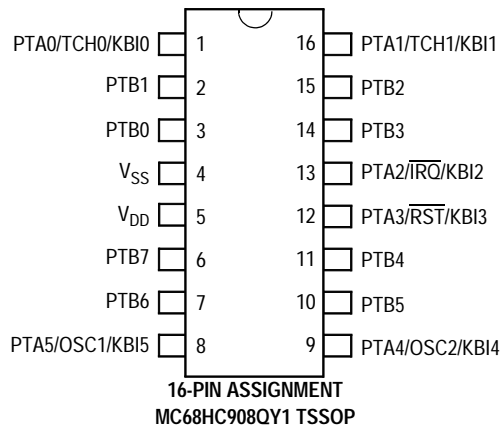 PTA0/TCH0/KBI0 1 16 PTA1/TCH1/KBI1
PTB1 2 15 PTB2
PTB0 3 14 PTB3
VSS 4 13 PTA2/IRQ/KBI2
VDD 5 12 PTA3/RST/KBI3
PTB7 6 11 PTB4
PTB6 7 10 PTB5
PTA5/OSC1/KBI5 8 9 PTA4/OSC2/KBI4
16-PIN ASSIGNMENT
MC68HC908QY1 TSSOP